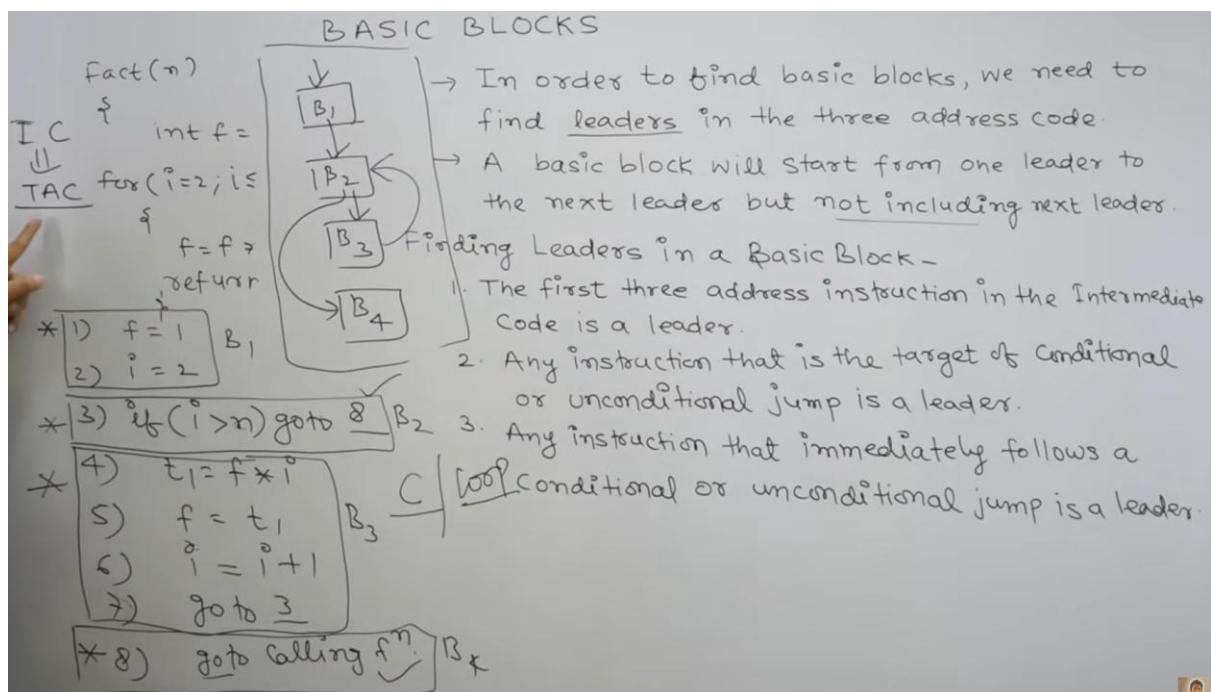 BASIC BLOCKS
fact(n)
{
int f =
for(i=2; i≤
{
f=f *
return
}
IC
⇓
TAC
B1
B2
B3
B4
→ In order to find basic blocks, we need to
find leaders in the three address code.
→ A basic block will start from one leader to
the next leader but not including next leader.
Finding Leaders in a Basic Block -
1. The first three address instruction in the Intermediate
Code is a leader.
2. Any instruction that is the target of Conditional
or unconditional jump is a leader.
3. Any instruction that immediately follows a
conditional or unconditional jump is a leader.
C | loop
* 1) f = 1
2) i = 2
B1
* 3) if (i > n) goto 8 B2
* 4) t1 = f * i
5) f = t1
6) i = i + 1
7) go to 3
B3
* 8) goto calling fn.